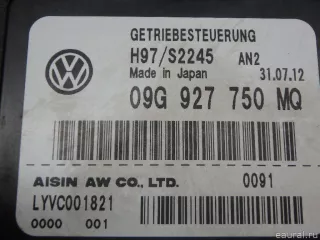 GETRIEBESTEUERUNG
H97/S2245 AN2
Made in Japan 31.07.12
09G 927 750 MQ
AISIN AW CO., LTD. 0091
LYVC001821
0000 001
eaural.ru